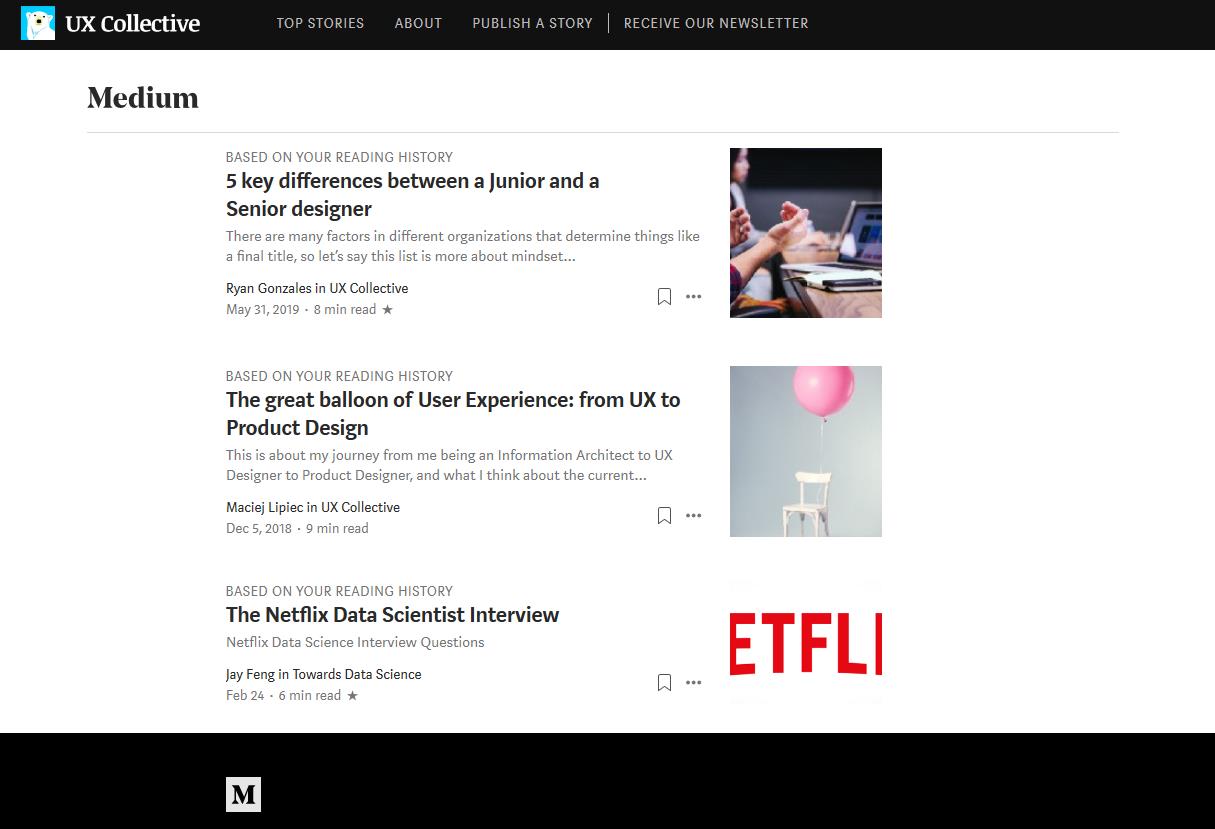 UX Collective
TOP STORIES
ABOUT
PUBLISH A STORY
RECEIVE OUR NEWSLETTER
Medium
BASED ON YOUR READING HISTORY
5 key differences between a Junior and a
Senior designer
There are many factors in different organizations that determine things like
a final title, so let's say this list is more about mindset...
Ryan Gonzales in UX Collective
May 31, 2019 · 8 min read ★
BASED ON YOUR READING HISTORY
The great balloon of User Experience: from UX to
Product Design
This is about my journey from me being an Information Architect to UX
Designer to Product Designer, and what I think about the current...
Maciej Lipiec in UX Collective
Dec 5, 2018 · 9 min read
BASED ON YOUR READING HISTORY
The Netflix Data Scientist Interview
Netflix Data Science Interview Questions
ETFLI
Jay Feng in Towards Data Science
Feb 24 · 6 min read ★
M